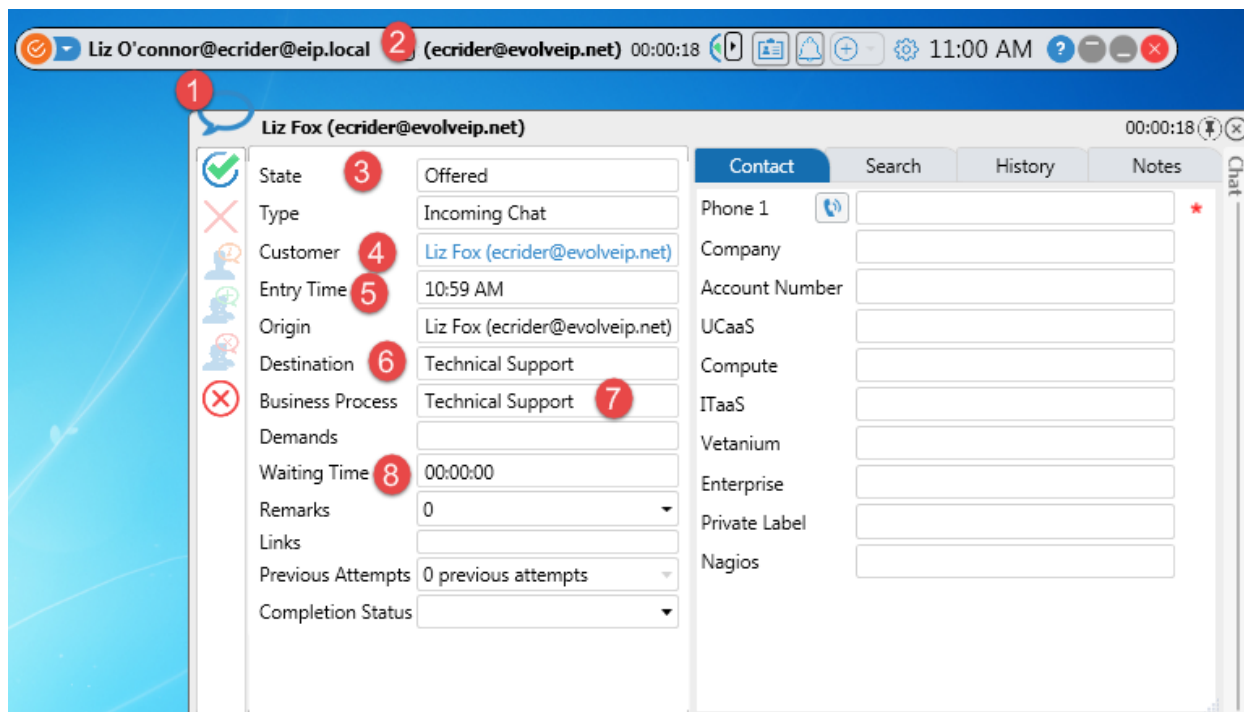 Liz O'connor@ecrider@eip.local 2 (ecrider@evolveip.net) 00:00:18 11:00 AM ?
1
Liz Fox (ecrider@evolveip.net) 00:00:18
Contact Search History Notes
Chat
State 3 Offered
Type Incoming Chat
Customer 4 Liz Fox (ecrider@evolveip.net)
Entry Time 5 10:59 AM
Origin Liz Fox (ecrider@evolveip.net)
Destination 6 Technical Support
Business Process Technical Support 7
Demands
Waiting Time 8 00:00:00
Remarks 0
Links
Previous Attempts 0 previous attempts
Completion Status
Phone 1 *
Company
Account Number
UCaaS
Compute
ITaaS
Vetanium
Enterprise
Private Label
Nagios